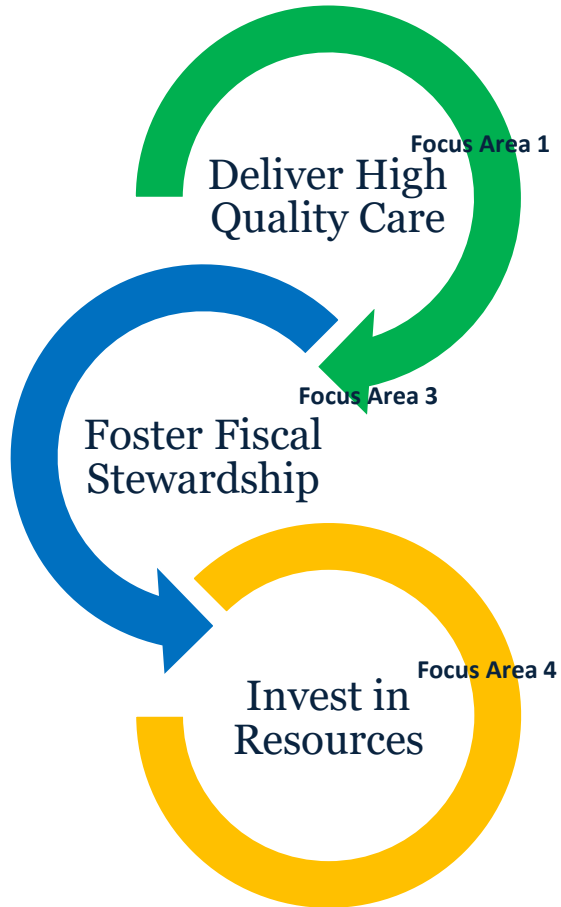 Focus Area 1
Deliver High
Quality Care
Focus Area 3
Foster Fiscal
Stewardship
Focus Area 4
Invest in
Resources